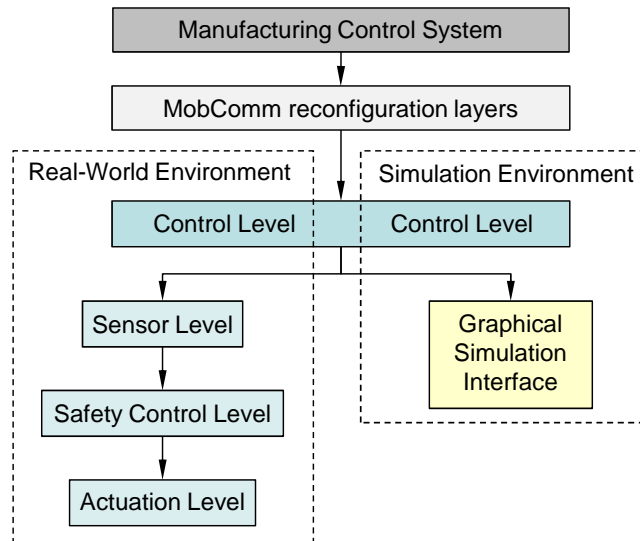 Manufacturing Control System
MobComm reconfiguration layers
Real-World Environment
Simulation Environment
Control Level
Control Level
Sensor Level
Graphical
Simulation
Interface
Safety Control Level
Actuation Level